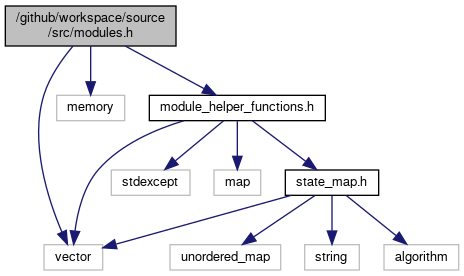 /github/workspace/source
/src/modules.h
memory
module_helper_functions.h
stdexcept
map
state_map.h
vector
unordered_map
string
algorithm